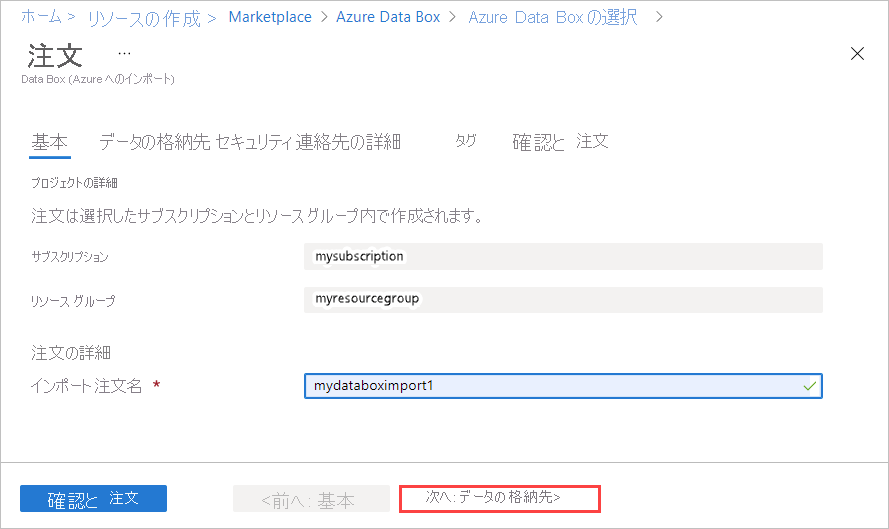 ホーム > リソースの作成 > Marketplace > Azure Data Box > Azure Data Box の選択 >
注文 ...
Data Box (Azure へのインポート)
基本 データの格納先 セキュリティ 連絡先の詳細 タグ 確認と 注文
プロジェクトの詳細
注文は選択したサブスクリプションとリソース グループ内で作成されます。
サブスクリプション mysubscription
リソース グループ myresourcegroup
注文の詳細
インポート注文名 * mydataboximport1
確認と 注文 <前へ: 基本 次へ: データの格納先>